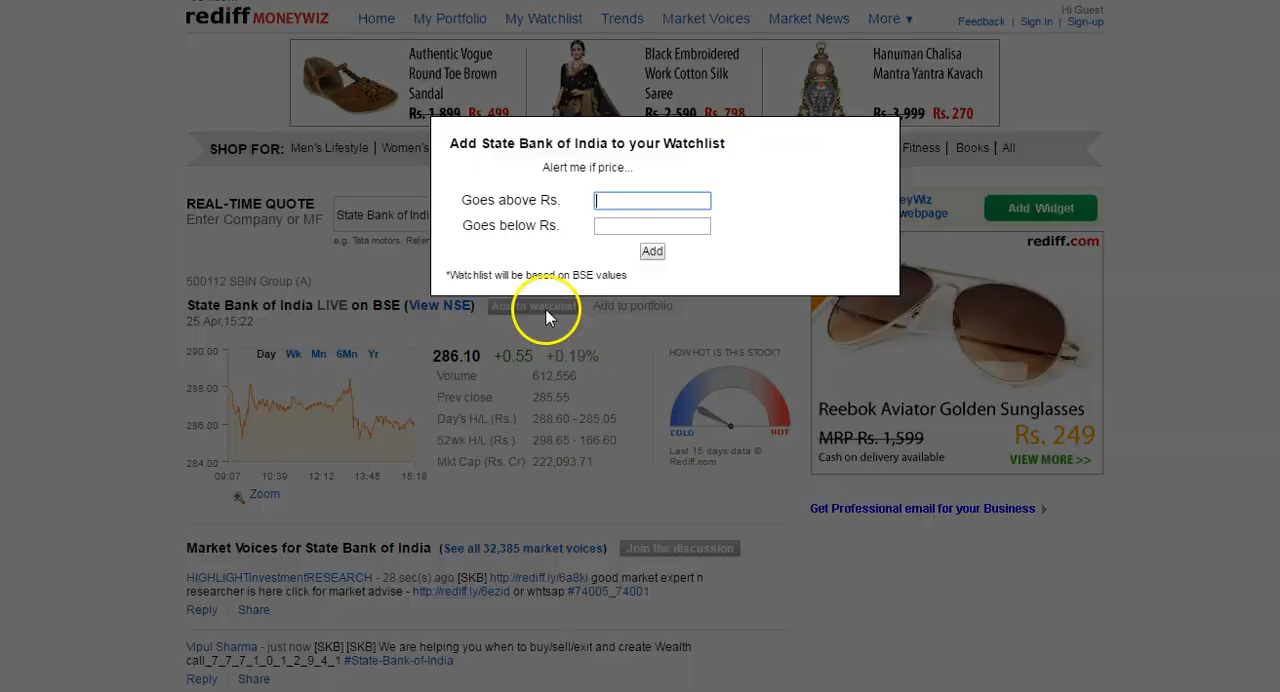 rediff MONEYWIZ
Home My Portfolio My Watchlist Trends Market Voices Market News More ▼
Hi Guest
Feedback | Sign In | Sign-up
Authentic Vogue
Round Toe Brown
Sandal
Rs. 1,899 Rs. 499
Black Embroidered
Work Cotton Silk
Saree
Rs. 2,590 Rs. 798
Hanuman Chalisa
Mantra Yantra Kavach
Rs. 3,999 Rs. 270
SHOP FOR: Men's Lifestyle | Women's
Fitness | Books | All
Add State Bank of India to your Watchlist
Alert me if price...
Goes above Rs.
Goes below Rs.
Add
*Watchlist will be based on BSE values
REAL-TIME QUOTE
Enter Company or MF
State Bank of Indi
e.g. Tata motors,
webpage
Add Widget
rediff.com
500112 SBIN Group (A)
State Bank of India LIVE on BSE (View NSE) Add to watchlist Add to portfolio
25 Apr,15:22
Day Wk Mn 6Mn Yr
290.00
288.00
286.00
284.00
09:07 10:39 12:12 13:45 15:18
Zoom
286.10 +0.55 +0.19%
Volume 612,556
Prev close 285.55
Day's H/L (Rs.) 288.60 - 285.05
52wk H/L (Rs.) 298.65 - 166.60
Mkt Cap (Rs. Cr) 222,093.71
HOW HOT IS THIS STOCK?
COLD HOT
Last 15 days data ©
Rediff.com
Reebok Aviator Golden Sunglasses
MRP Rs. 1,599 Rs. 249
Cash on delivery available VIEW MORE >>
Get Professional email for your Business
Market Voices for State Bank of India (See all 32,385 market voices) Join the discussion
HIGHLIGHTinvestmentRESEARCH - 28 sec(s) ago [SKB] http://rediff.ly/6a8ki good market expert n
researcher is here click for market advise - http://rediff.ly/6ezid or whtsap #74005_74001
Reply Share
Vipul Sharma - just now [SKB] [SKB] We are helping you when to buy/sell/exit and create Wealth
call_7_7_7_1_0_1_2_9_4_1 #State-Bank-of-India
Reply Share